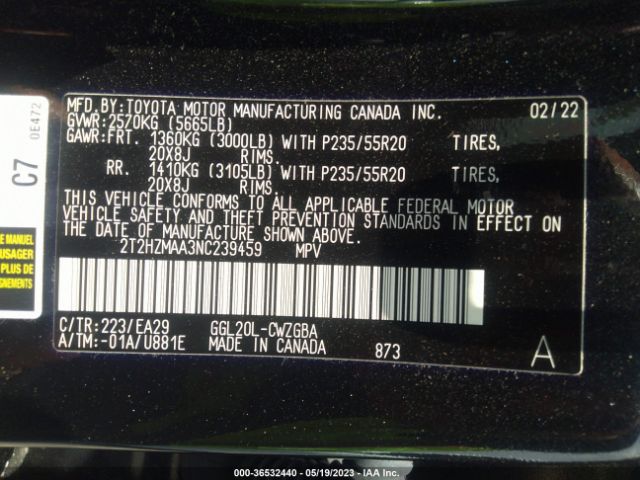 MFD.BY:TOYOTA MOTOR MANUFACTURING CANADA INC. 02/22
GVWR:2570KG (5665LB)
GAWR:FRT. 1360KG (3000LB) WITH P235/55R20 TIRES,
20X8J RIMS.
RR. 1410KG (3105LB) WITH P235/55R20 TIRES,
20X8J RIMS.
THIS VEHICLE CONFORMS TO ALL APPLICABLE FEDERAL MOTOR
VEHICLE SAFETY AND THEFT PREVENTION STANDARDS IN EFFECT ON
THE DATE OF MANUFACTURE SHOWN ABOVE.
2T2HZMAA3NC239459 MPV
C/TR:223/EA29 GGL20L-CWZGBA
A/TM:-01A/U881E MADE IN CANADA 873 A
C7
0E472
E MANUEL
USAGER
PLUS DE
GNEMENTS
000-36532440 - 05/19/2023 - IAA Inc.